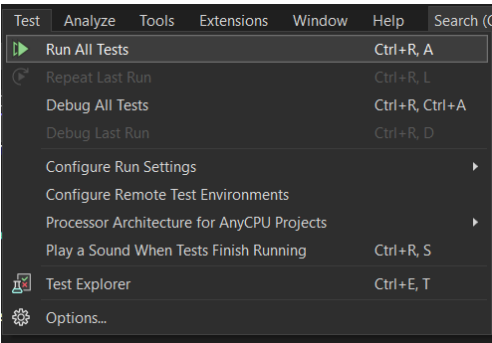 Test Analyze Tools Extensions Window Help Search (
Run All Tests Ctrl+R, A
Repeat Last Run Ctrl+R, L
Debug All Tests Ctrl+R, Ctrl+A
Debug Last Run Ctrl+R, D
Configure Run Settings
Configure Remote Test Environments
Processor Architecture for AnyCPU Projects
Play a Sound When Tests Finish Running Ctrl+R, S
Test Explorer Ctrl+E, T
Options...